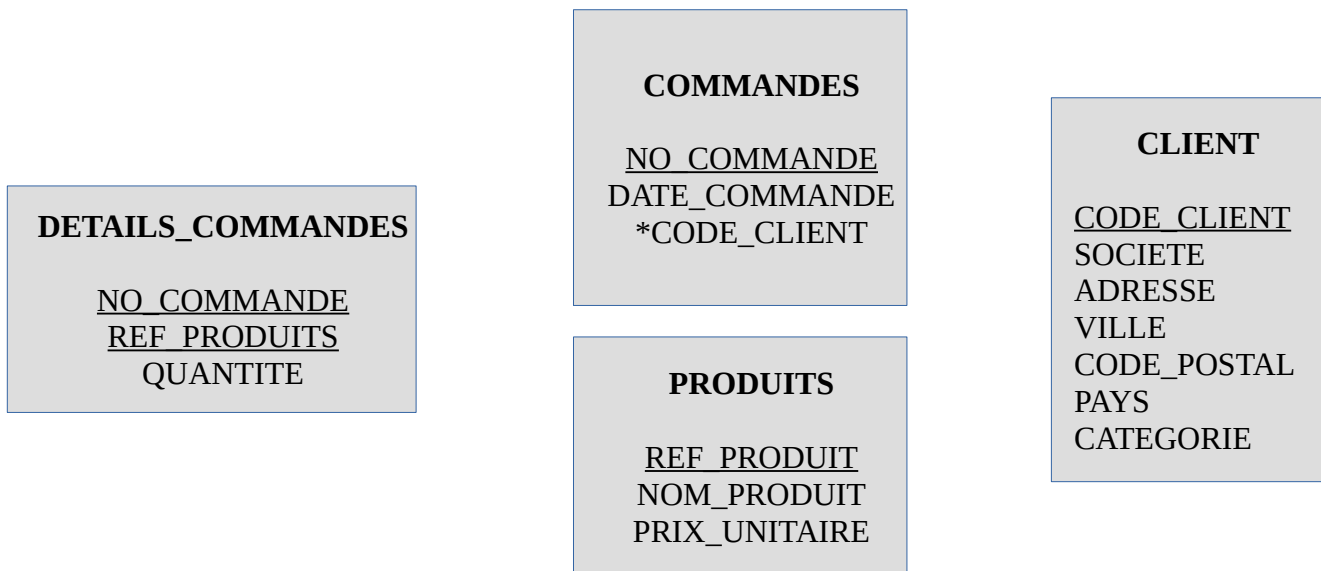 DETAILS_COMMANDES
NO_COMMANDE
REF_PRODUITS
QUANTITE
COMMANDES
NO_COMMANDE
DATE_COMMANDE
*CODE_CLIENT
PRODUITS
REF_PRODUIT
NOM_PRODUIT
PRIX_UNITAIRE
CLIENT
CODE_CLIENT
SOCIETE
ADRESSE
VILLE
CODE_POSTAL
PAYS
CATEGORIE